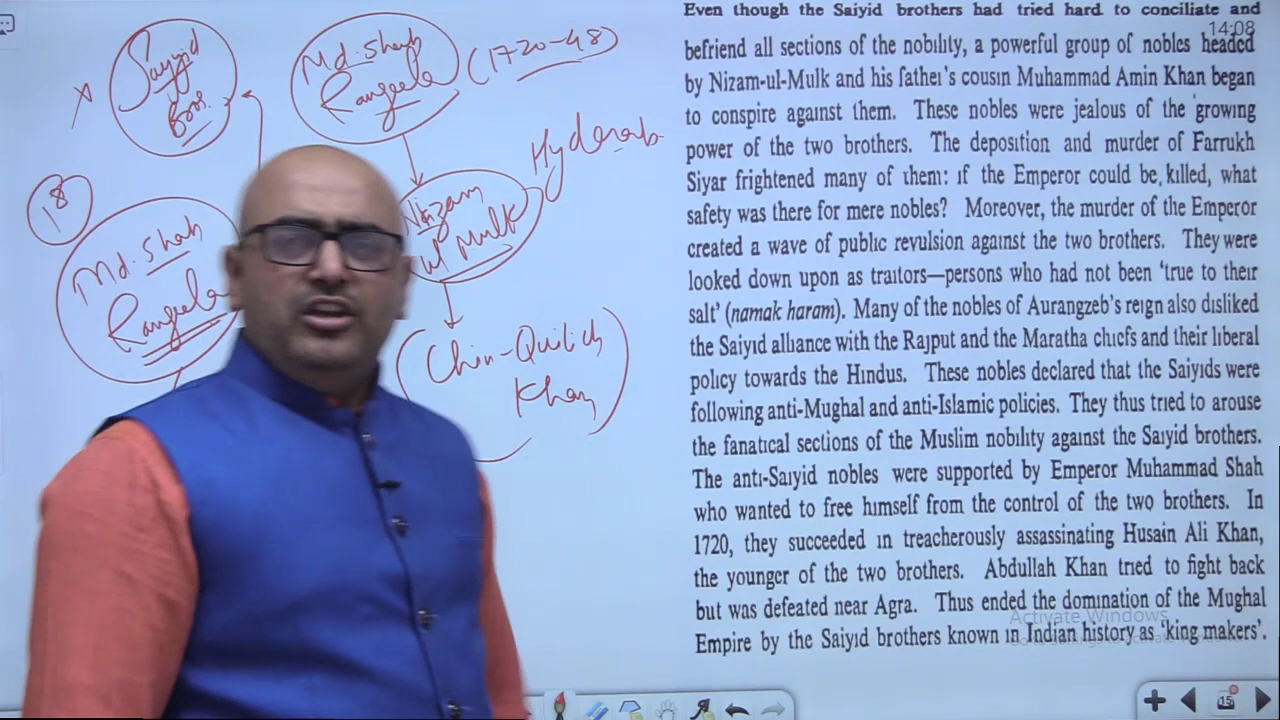 Sayyid
Bros.
X
Md. Shah
Rangeela
(1720-48)
Hyderab
Nizam
ul Mulk
18
Md. Shah
Rangeela
(Chin-Quilich
Khan)
Even though the Saiyid brothers had tried hard to conciliate and
14:08
befriend all sections of the nobility, a powerful group of nobles headed
by Nizam-ul-Mulk and his father's cousin Muhammad Amin Khan began
to conspire against them. These nobles were jealous of the growing
power of the two brothers. The deposition and murder of Farrukh
Siyar frightened many of them: if the Emperor could be killed, what
safety was there for mere nobles? Moreover, the murder of the Emperor
created a wave of public revulsion against the two brothers. They were
looked down upon as traitors—persons who had not been 'true to their
salt' (namak haram). Many of the nobles of Aurangzeb's reign also disliked
the Saiyid alliance with the Rajput and the Maratha chiefs and their liberal
policy towards the Hindus. These nobles declared that the Saiyids were
following anti-Mughal and anti-Islamic policies. They thus tried to arouse
the fanatical sections of the Muslim nobility against the Saiyid brothers.
The anti-Saiyid nobles were supported by Emperor Muhammad Shah
who wanted to free himself from the control of the two brothers. In
1720, they succeeded in treacherously assassinating Husain Ali Khan,
the younger of the two brothers. Abdullah Khan tried to fight back
but was defeated near Agra. Thus ended the domination of the Mughal
Activate Windows
Empire by the Saiyid brothers known in Indian history as 'king makers'.
15